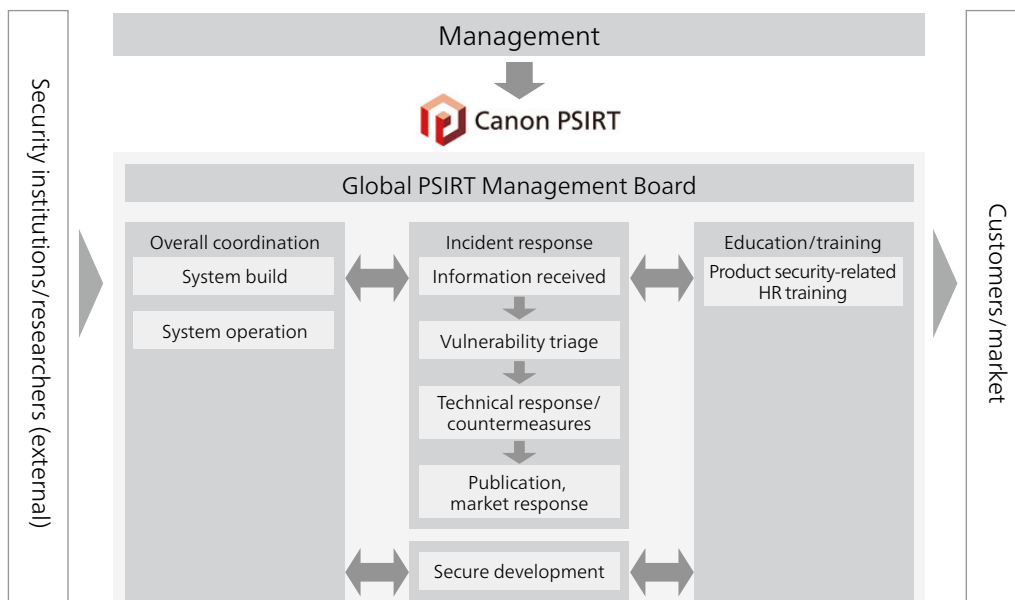 Management
Canon PSIRT
Security institutions/researchers (external)
Global PSIRT Management Board
Overall coordination
System build
System operation
Incident response
Information received
Vulnerability triage
Technical response/
countermeasures
Publication,
market response
Secure development
Education/training
Product security-related
HR training
Customers/market